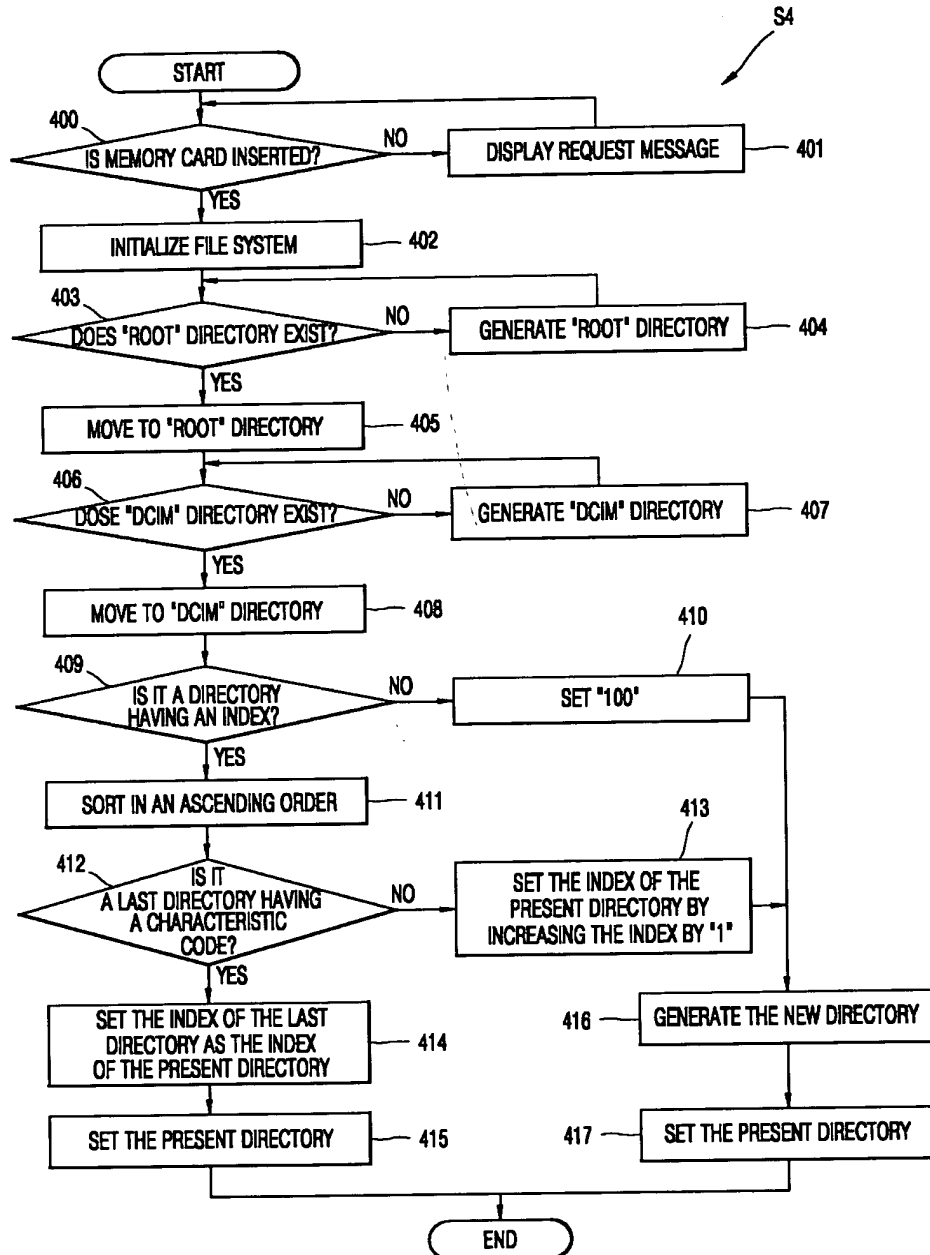 S4
START
400
IS MEMORY CARD INSERTED?
NO
DISPLAY REQUEST MESSAGE
401
YES
INITIALIZE FILE SYSTEM
402
403
DOES "ROOT" DIRECTORY EXIST?
NO
GENERATE "ROOT" DIRECTORY
404
YES
MOVE TO "ROOT" DIRECTORY
405
406
DOSE "DCIM" DIRECTORY EXIST?
NO
GENERATE "DCIM" DIRECTORY
407
YES
MOVE TO "DCIM" DIRECTORY
408
409
IS IT A DIRECTORY
HAVING AN INDEX?
NO
410
SET "100"
YES
SORT IN AN ASCENDING ORDER
411
412
IS IT
A LAST DIRECTORY HAVING
A CHARACTERISTIC
CODE?
NO
413
SET THE INDEX OF THE
PRESENT DIRECTORY BY
INCREASING THE INDEX BY "1"
YES
SET THE INDEX OF THE LAST
DIRECTORY AS THE INDEX
OF THE PRESENT DIRECTORY
414
416
GENERATE THE NEW DIRECTORY
SET THE PRESENT DIRECTORY
415
417
SET THE PRESENT DIRECTORY
END